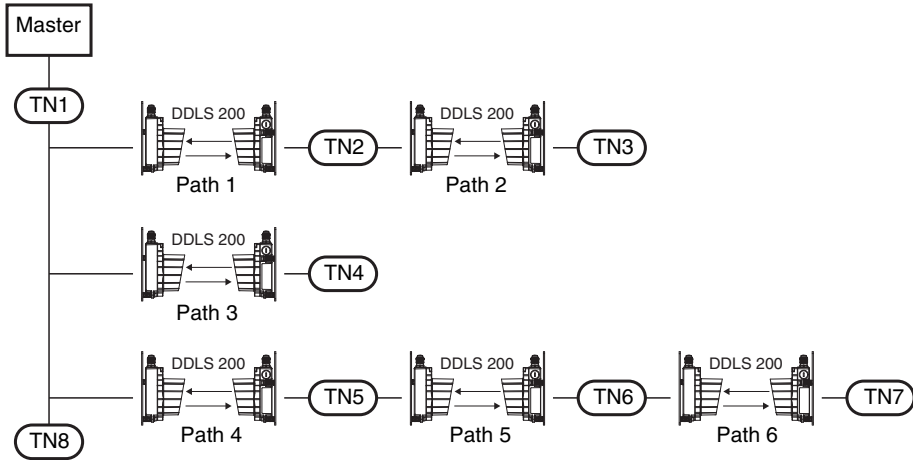 Master
TN1
DDLS 200
DDLS 200
TN2
TN3
Path 1
Path 2
DDLS 200
TN4
Path 3
DDLS 200
DDLS 200
DDLS 200
TN5
TN6
TN7
Path 4
Path 5
Path 6
TN8